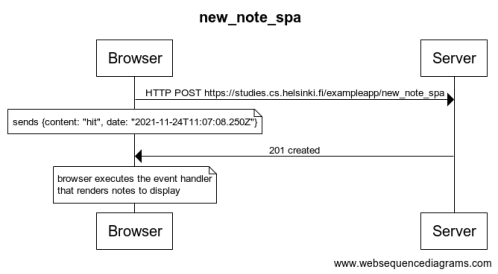 new_note_spa
Browser
Server
HTTP POST https://studies.cs.helsinki.fi/exampleapp/new_note_spa
sends {content: "hit", date: "2021-11-24T11:07:08.250Z"}
201 created
browser executes the event handler
that renders notes to display
Browser
Server
www.websequencediagrams.com